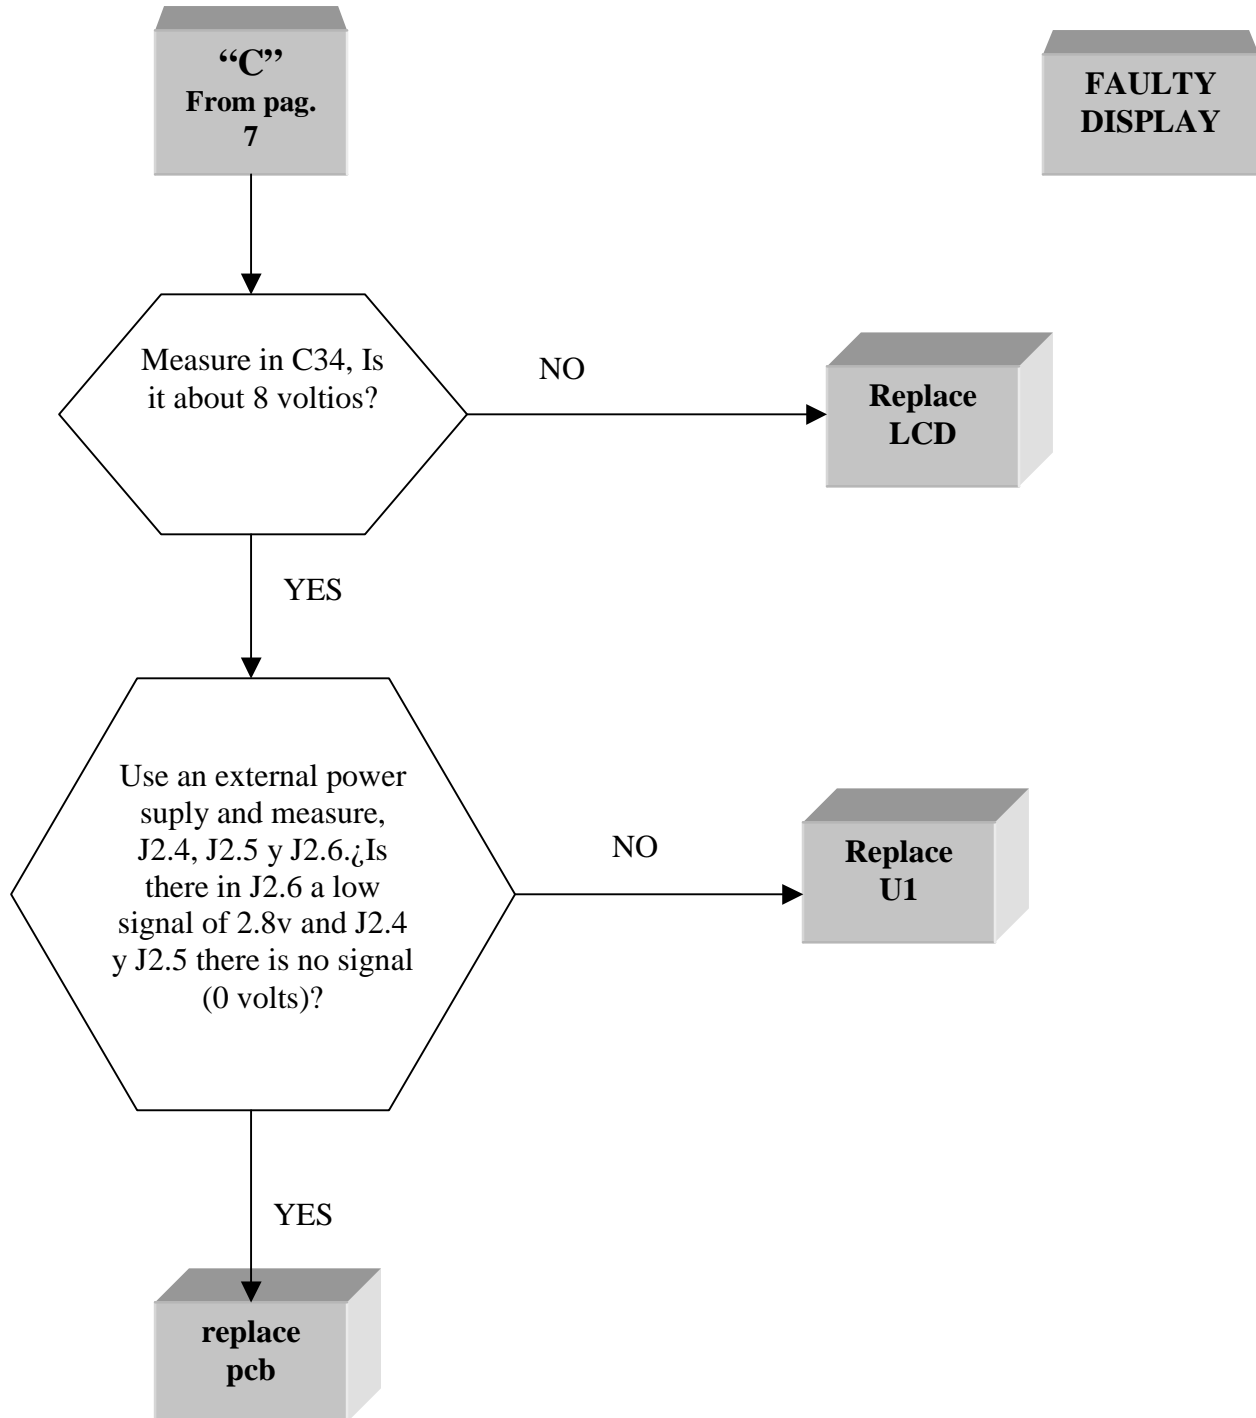 “C”
From pag.
7
FAULTY
DISPLAY
Measure in C34, Is
it about 8 voltios?
NO
Replace
LCD
YES
Use an external power
suply and measure,
J2.4, J2.5 y J2.6.¿Is
there in J2.6 a low
signal of 2.8v and J2.4
y J2.5 there is no signal
(0 volts)?
NO
Replace
U1
YES
replace
pcb